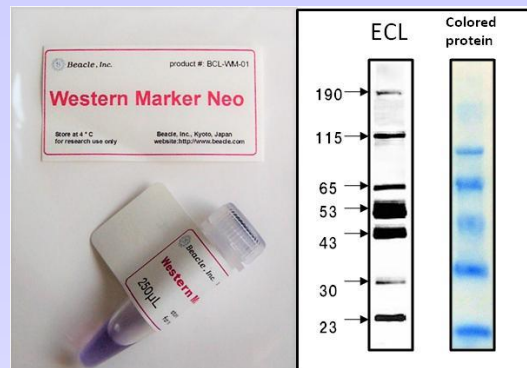 Beacle, Inc.
product #: BCL-WM-01
Western Marker Neo
Store at 4 ° C
for research use only
Beacle, Inc., Kyoto, Japan
website:http://www.beacle.com
Beacle, Inc.
Western M
250µL
ECL
Colored
protein
190
115
65
53
43
30
23